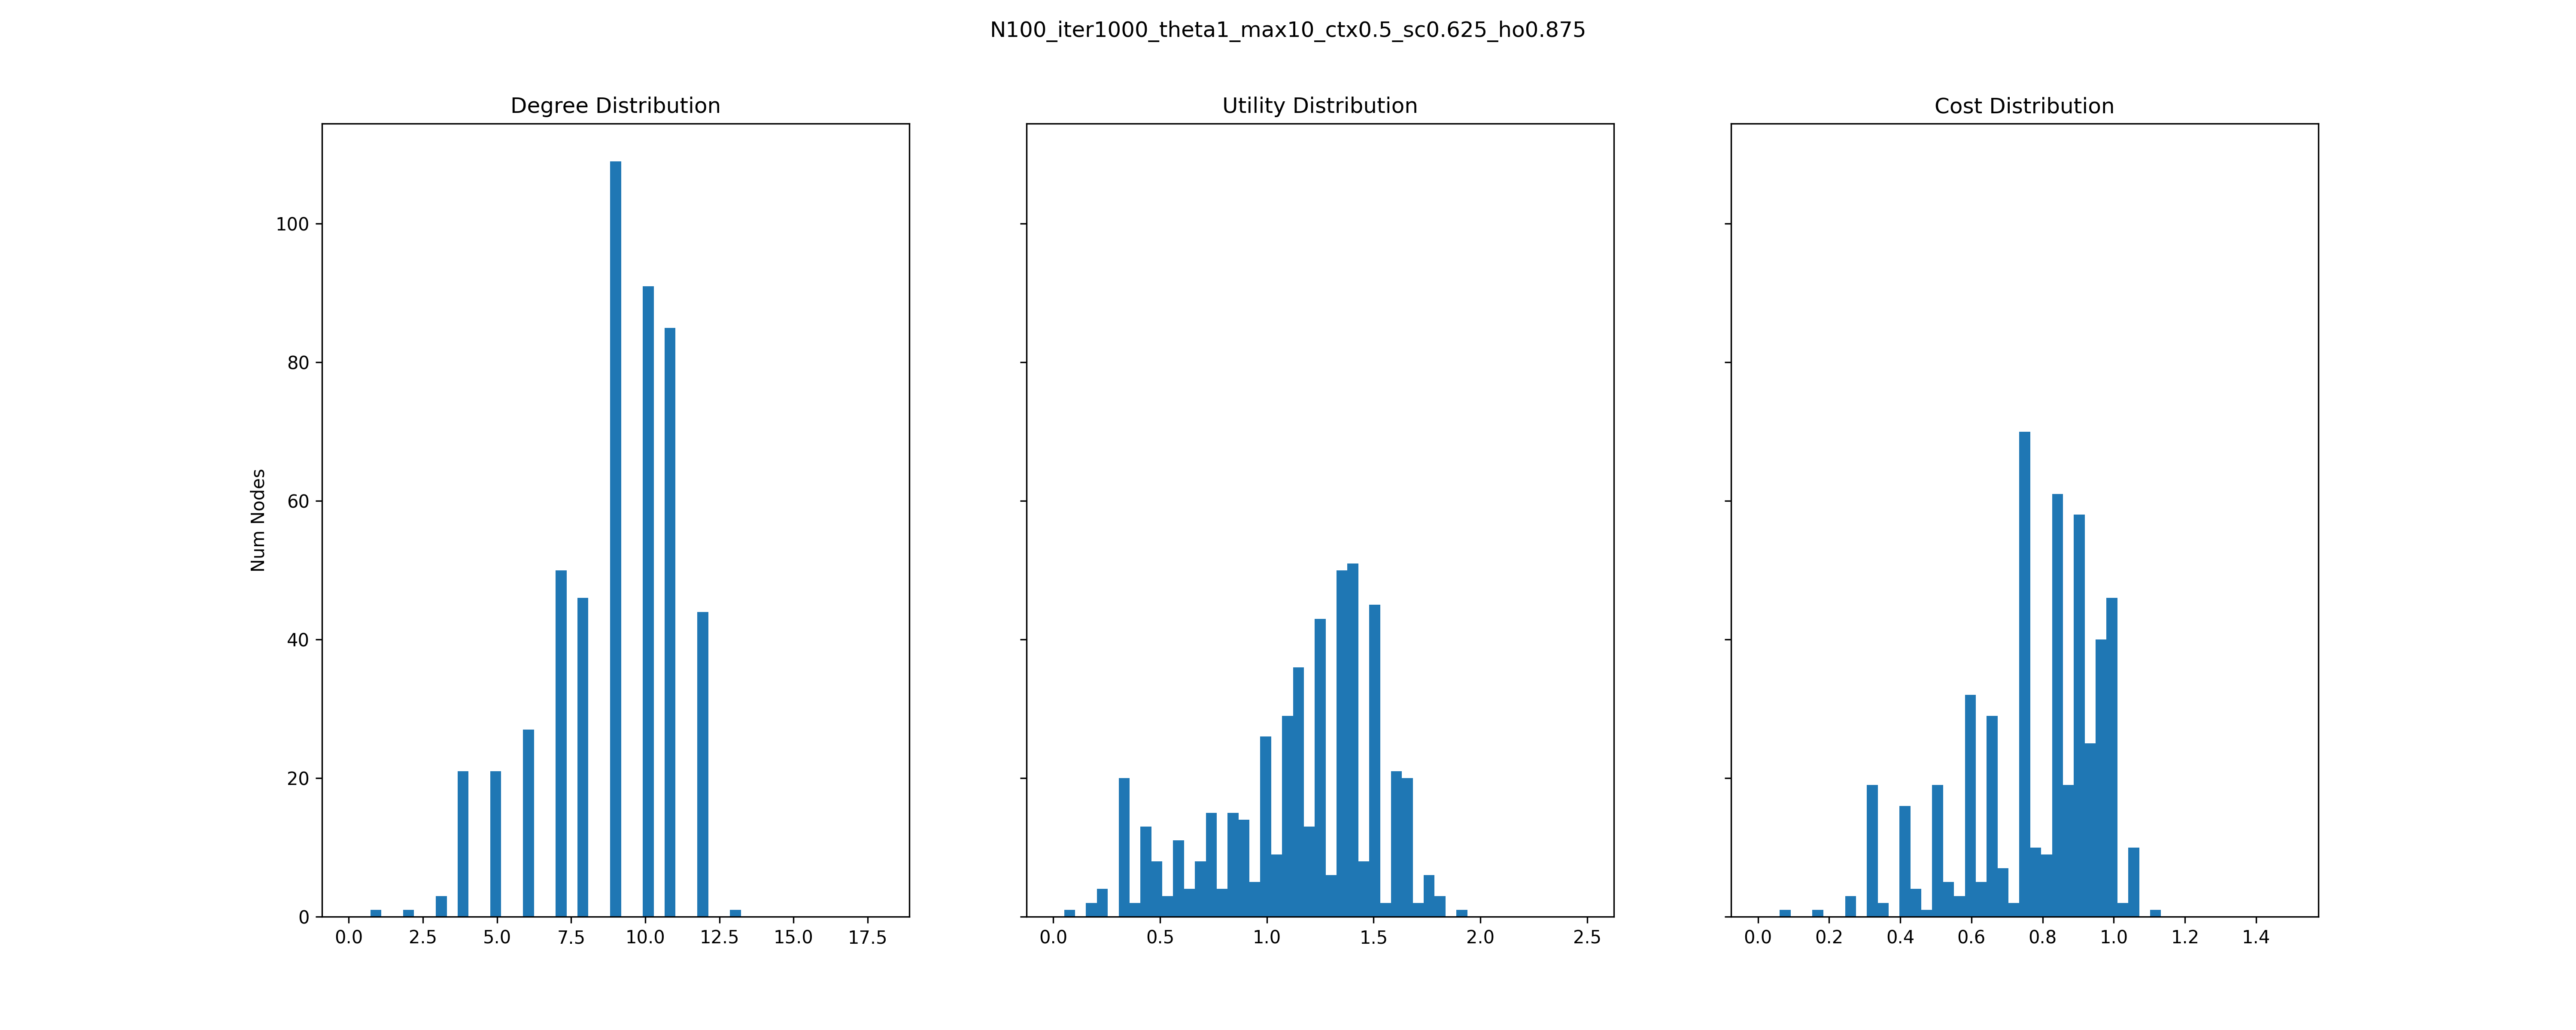 N100_iter1000_theta1_max10_ctx0.5_sc0.625_ho0.875
Degree Distribution
Num Nodes
100
80
60
40
20
0
0.0 2.5 5.0 7.5 10.0 12.5 15.0 17.5
Utility Distribution
0.0 0.5 1.0 1.5 2.0 2.5
Cost Distribution
0.0 0.2 0.4 0.6 0.8 1.0 1.2 1.4